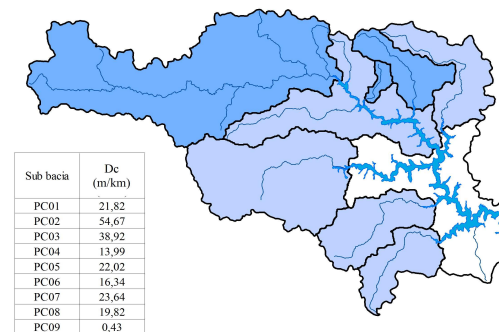 Sub bacia Dc
(m/km)
PC01 21,82
PC02 54,67
PC03 38,92
PC04 13,99
PC05 22,02
PC06 16,34
PC07 23,64
PC08 19,82
PC09 0,43